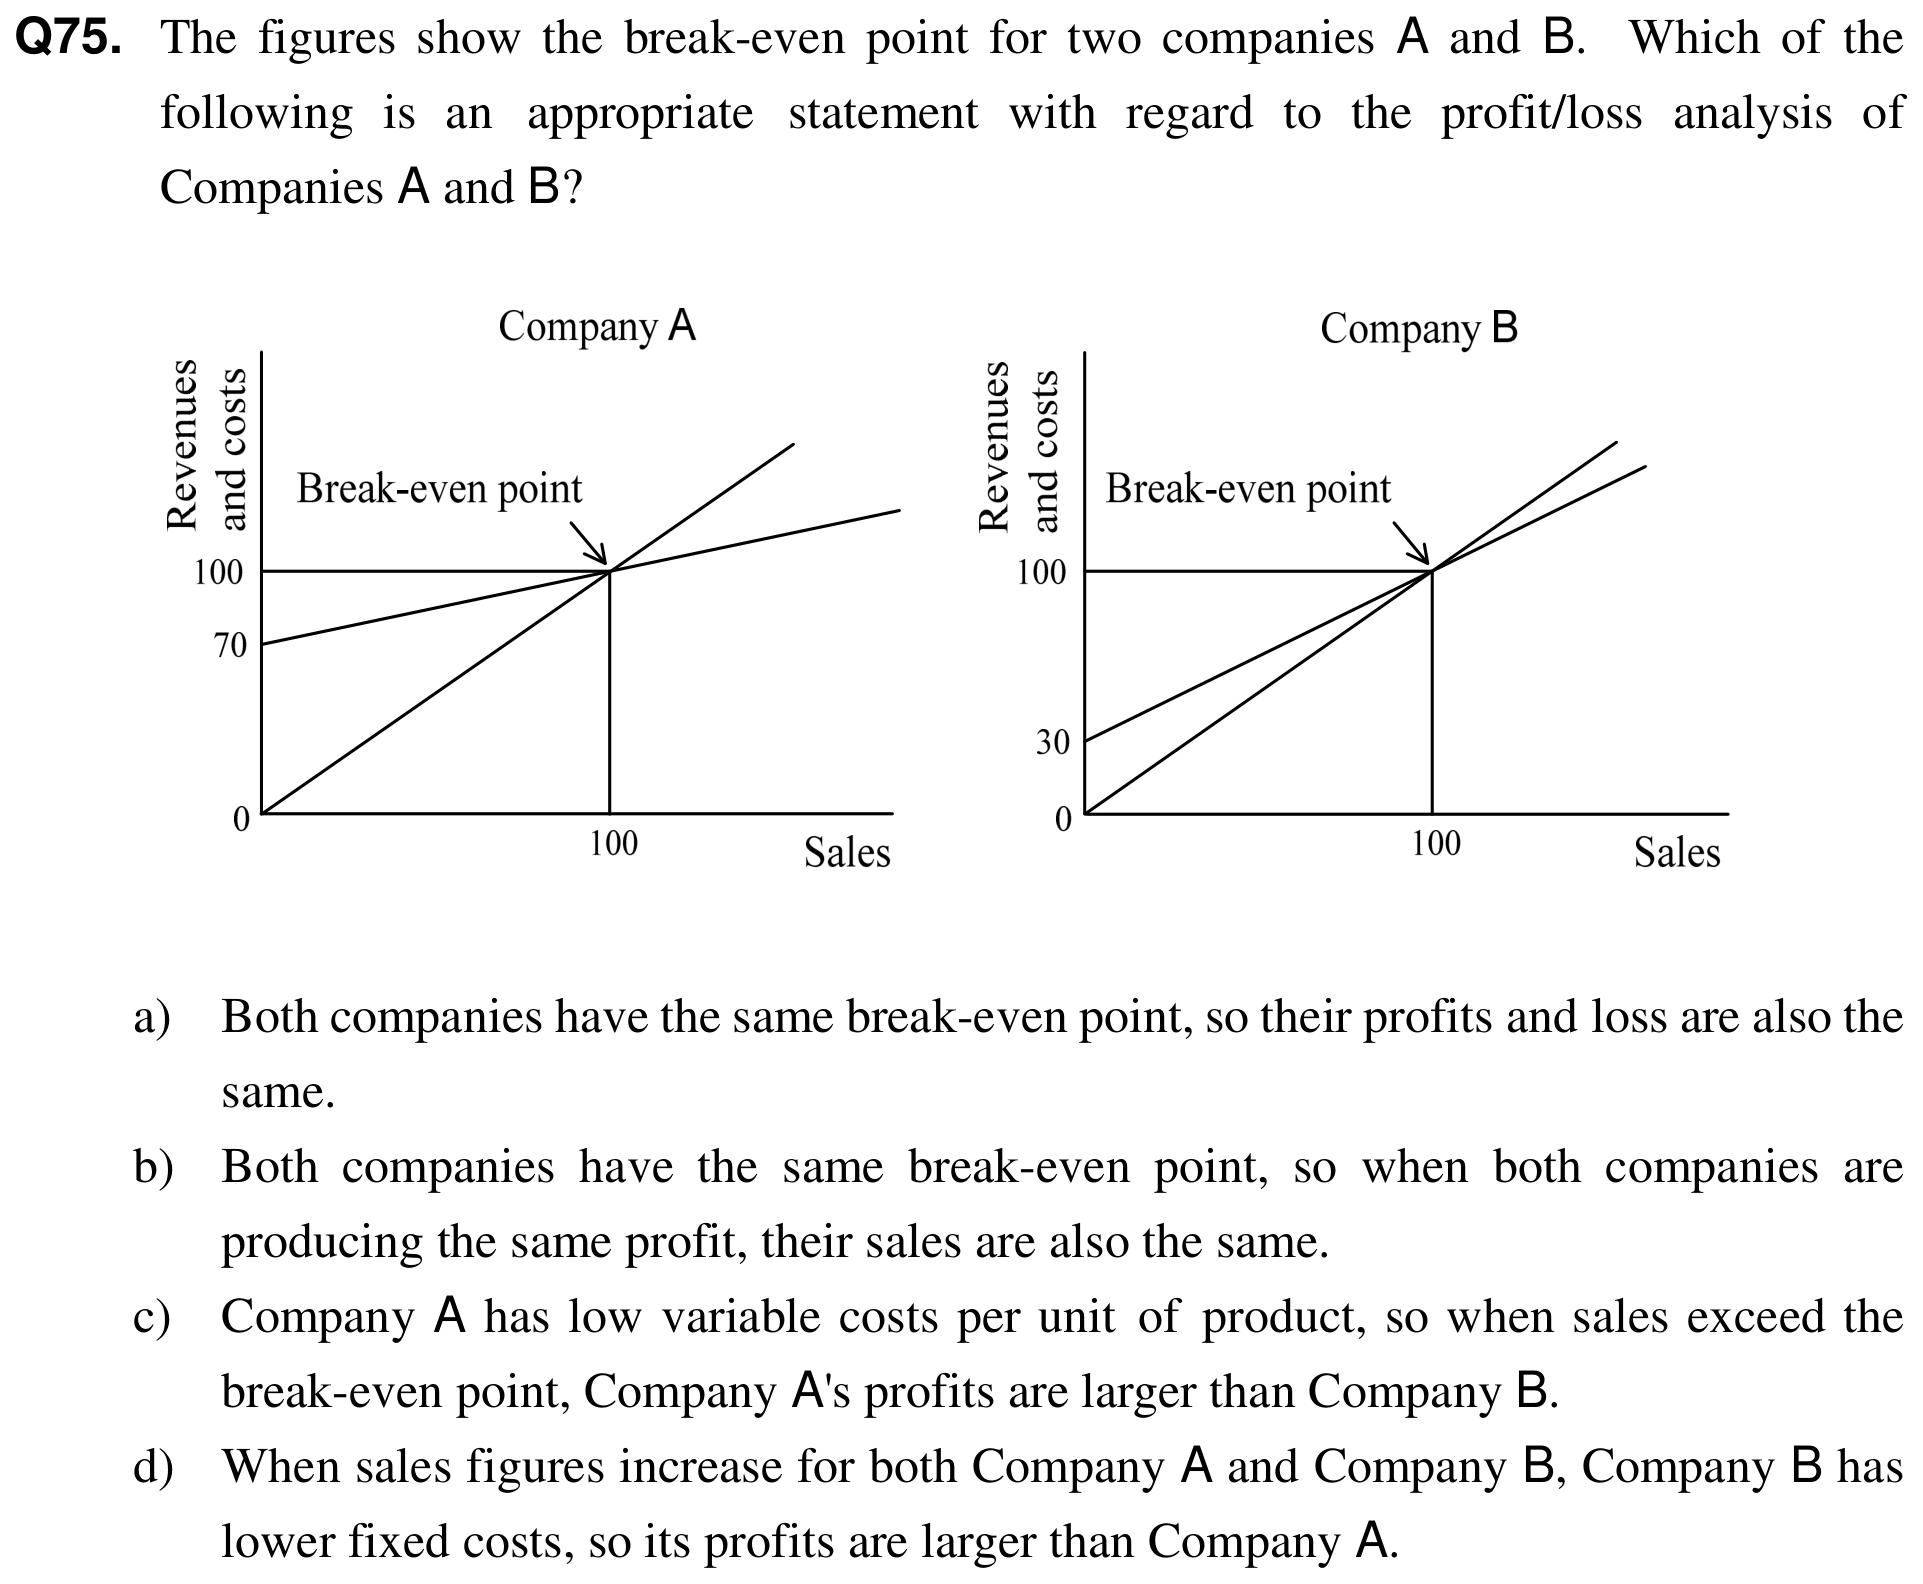 Q75. The figures show the break-even point for two companies A and B. Which of the
following is an appropriate statement with regard to the profit/loss analysis of
Companies A and B?
Company A
Revenues
and costs
Break-even point
100
70
0
100
Sales
Company B
Revenues
and costs
Break-even point
100
30
0
100
Sales
a) Both companies have the same break-even point, so their profits and loss are also the
same.
b) Both companies have the same break-even point, so when both companies are
producing the same profit, their sales are also the same.
c) Company A has low variable costs per unit of product, so when sales exceed the
break-even point, Company A's profits are larger than Company B.
d) When sales figures increase for both Company A and Company B, Company B has
lower fixed costs, so its profits are larger than Company A.